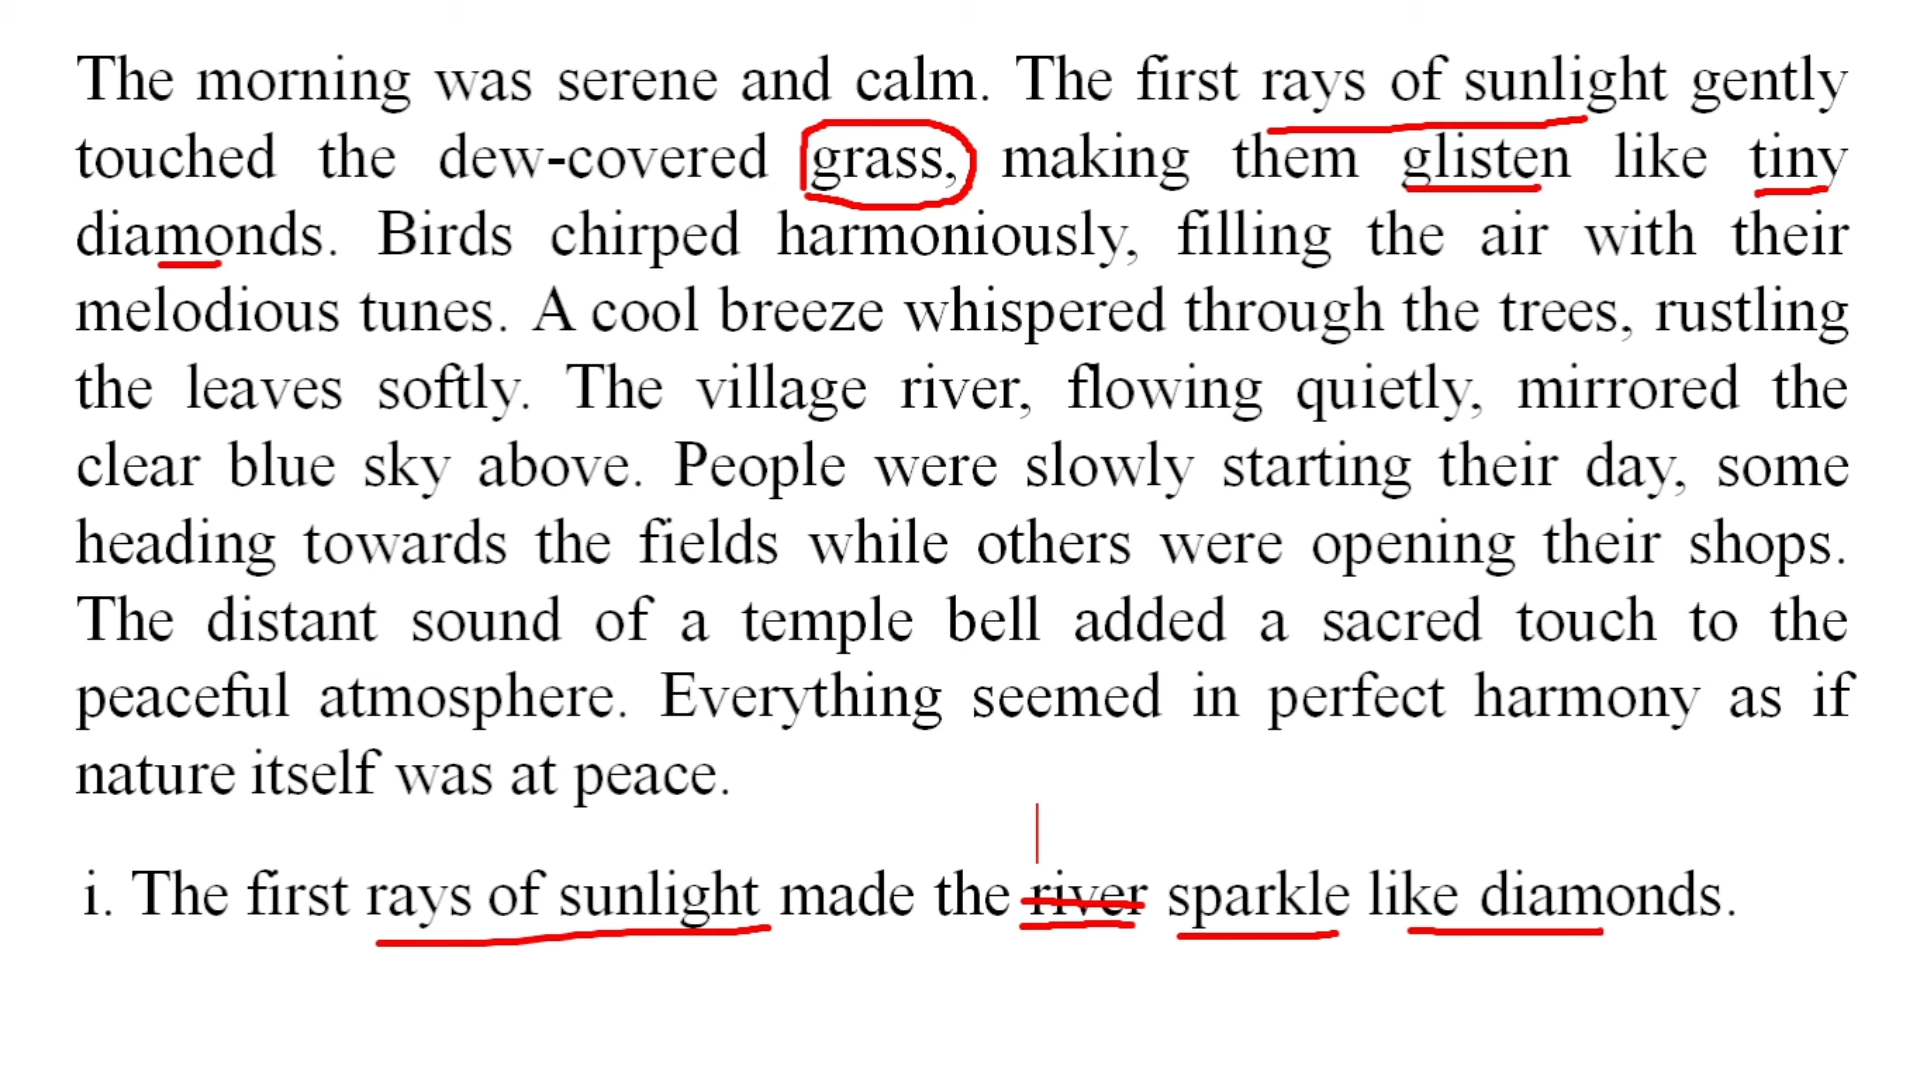 The morning was serene and calm. The first rays of sunlight gently
touched the dew-covered grass, making them glisten like tiny
diamonds. Birds chirped harmoniously, filling the air with their
melodious tunes. A cool breeze whispered through the trees, rustling
the leaves softly. The village river, flowing quietly, mirrored the
clear blue sky above. People were slowly starting their day, some
heading towards the fields while others were opening their shops.
The distant sound of a temple bell added a sacred touch to the
peaceful atmosphere. Everything seemed in perfect harmony as if
nature itself was at peace.
i. The first rays of sunlight made the river sparkle like diamonds.